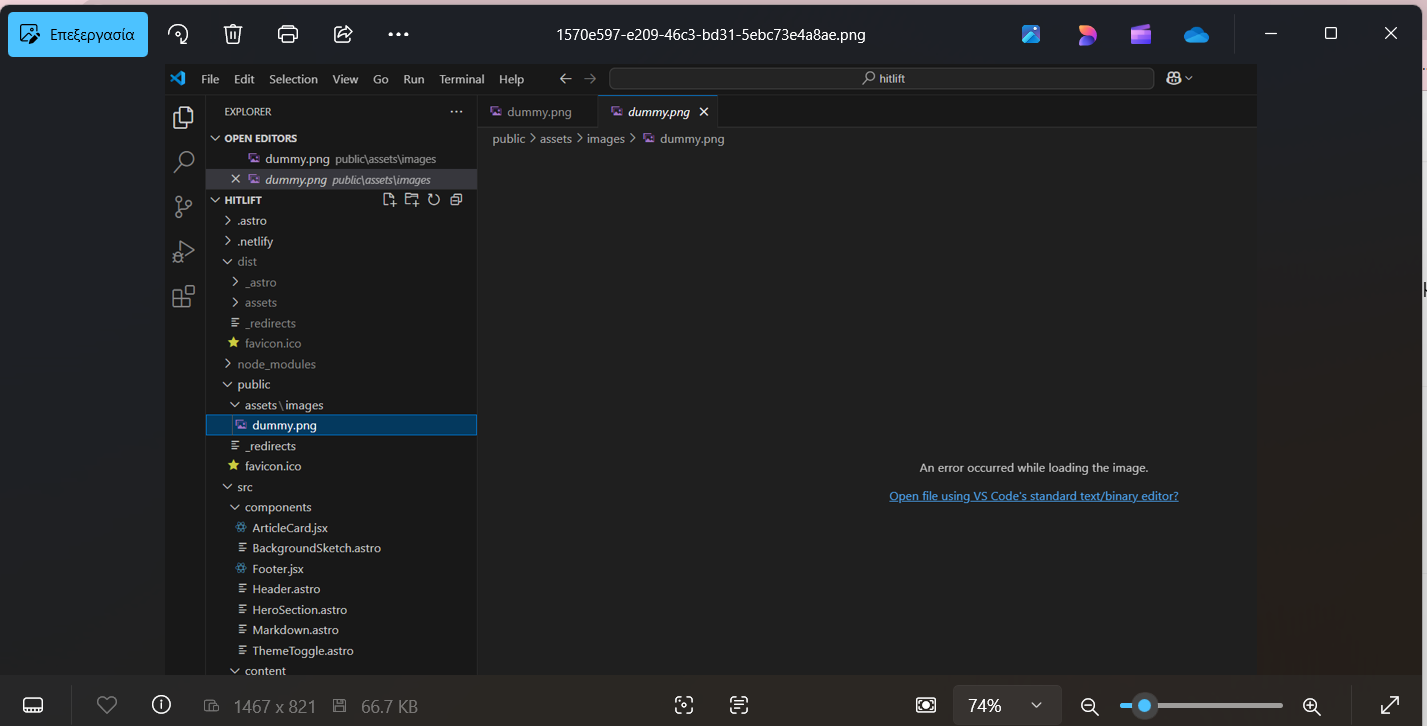 Επεξεργασία
1570e597-e209-46c3-bd31-5ebc73e4a8ae.png
File Edit Selection View Go Run Terminal Help
hitlift
EXPLORER
OPEN EDITORS
dummy.png public\assets\images
dummy.png public\assets\images
HITLIFT
.astro
.netlify
dist
_astro
assets
_redirects
favicon.ico
node_modules
public
assets\images
dummy.png
_redirects
favicon.ico
src
components
ArticleCard.jsx
BackgroundSketch.astro
Footer.jsx
Header.astro
HeroSection.astro
Markdown.astro
ThemeToggle.astro
content
dummy.png
dummy.png
public > assets > images > dummy.png
An error occurred while loading the image.
Open file using VS Code's standard text/binary editor?
1467 x 821
66.7 KB
74%